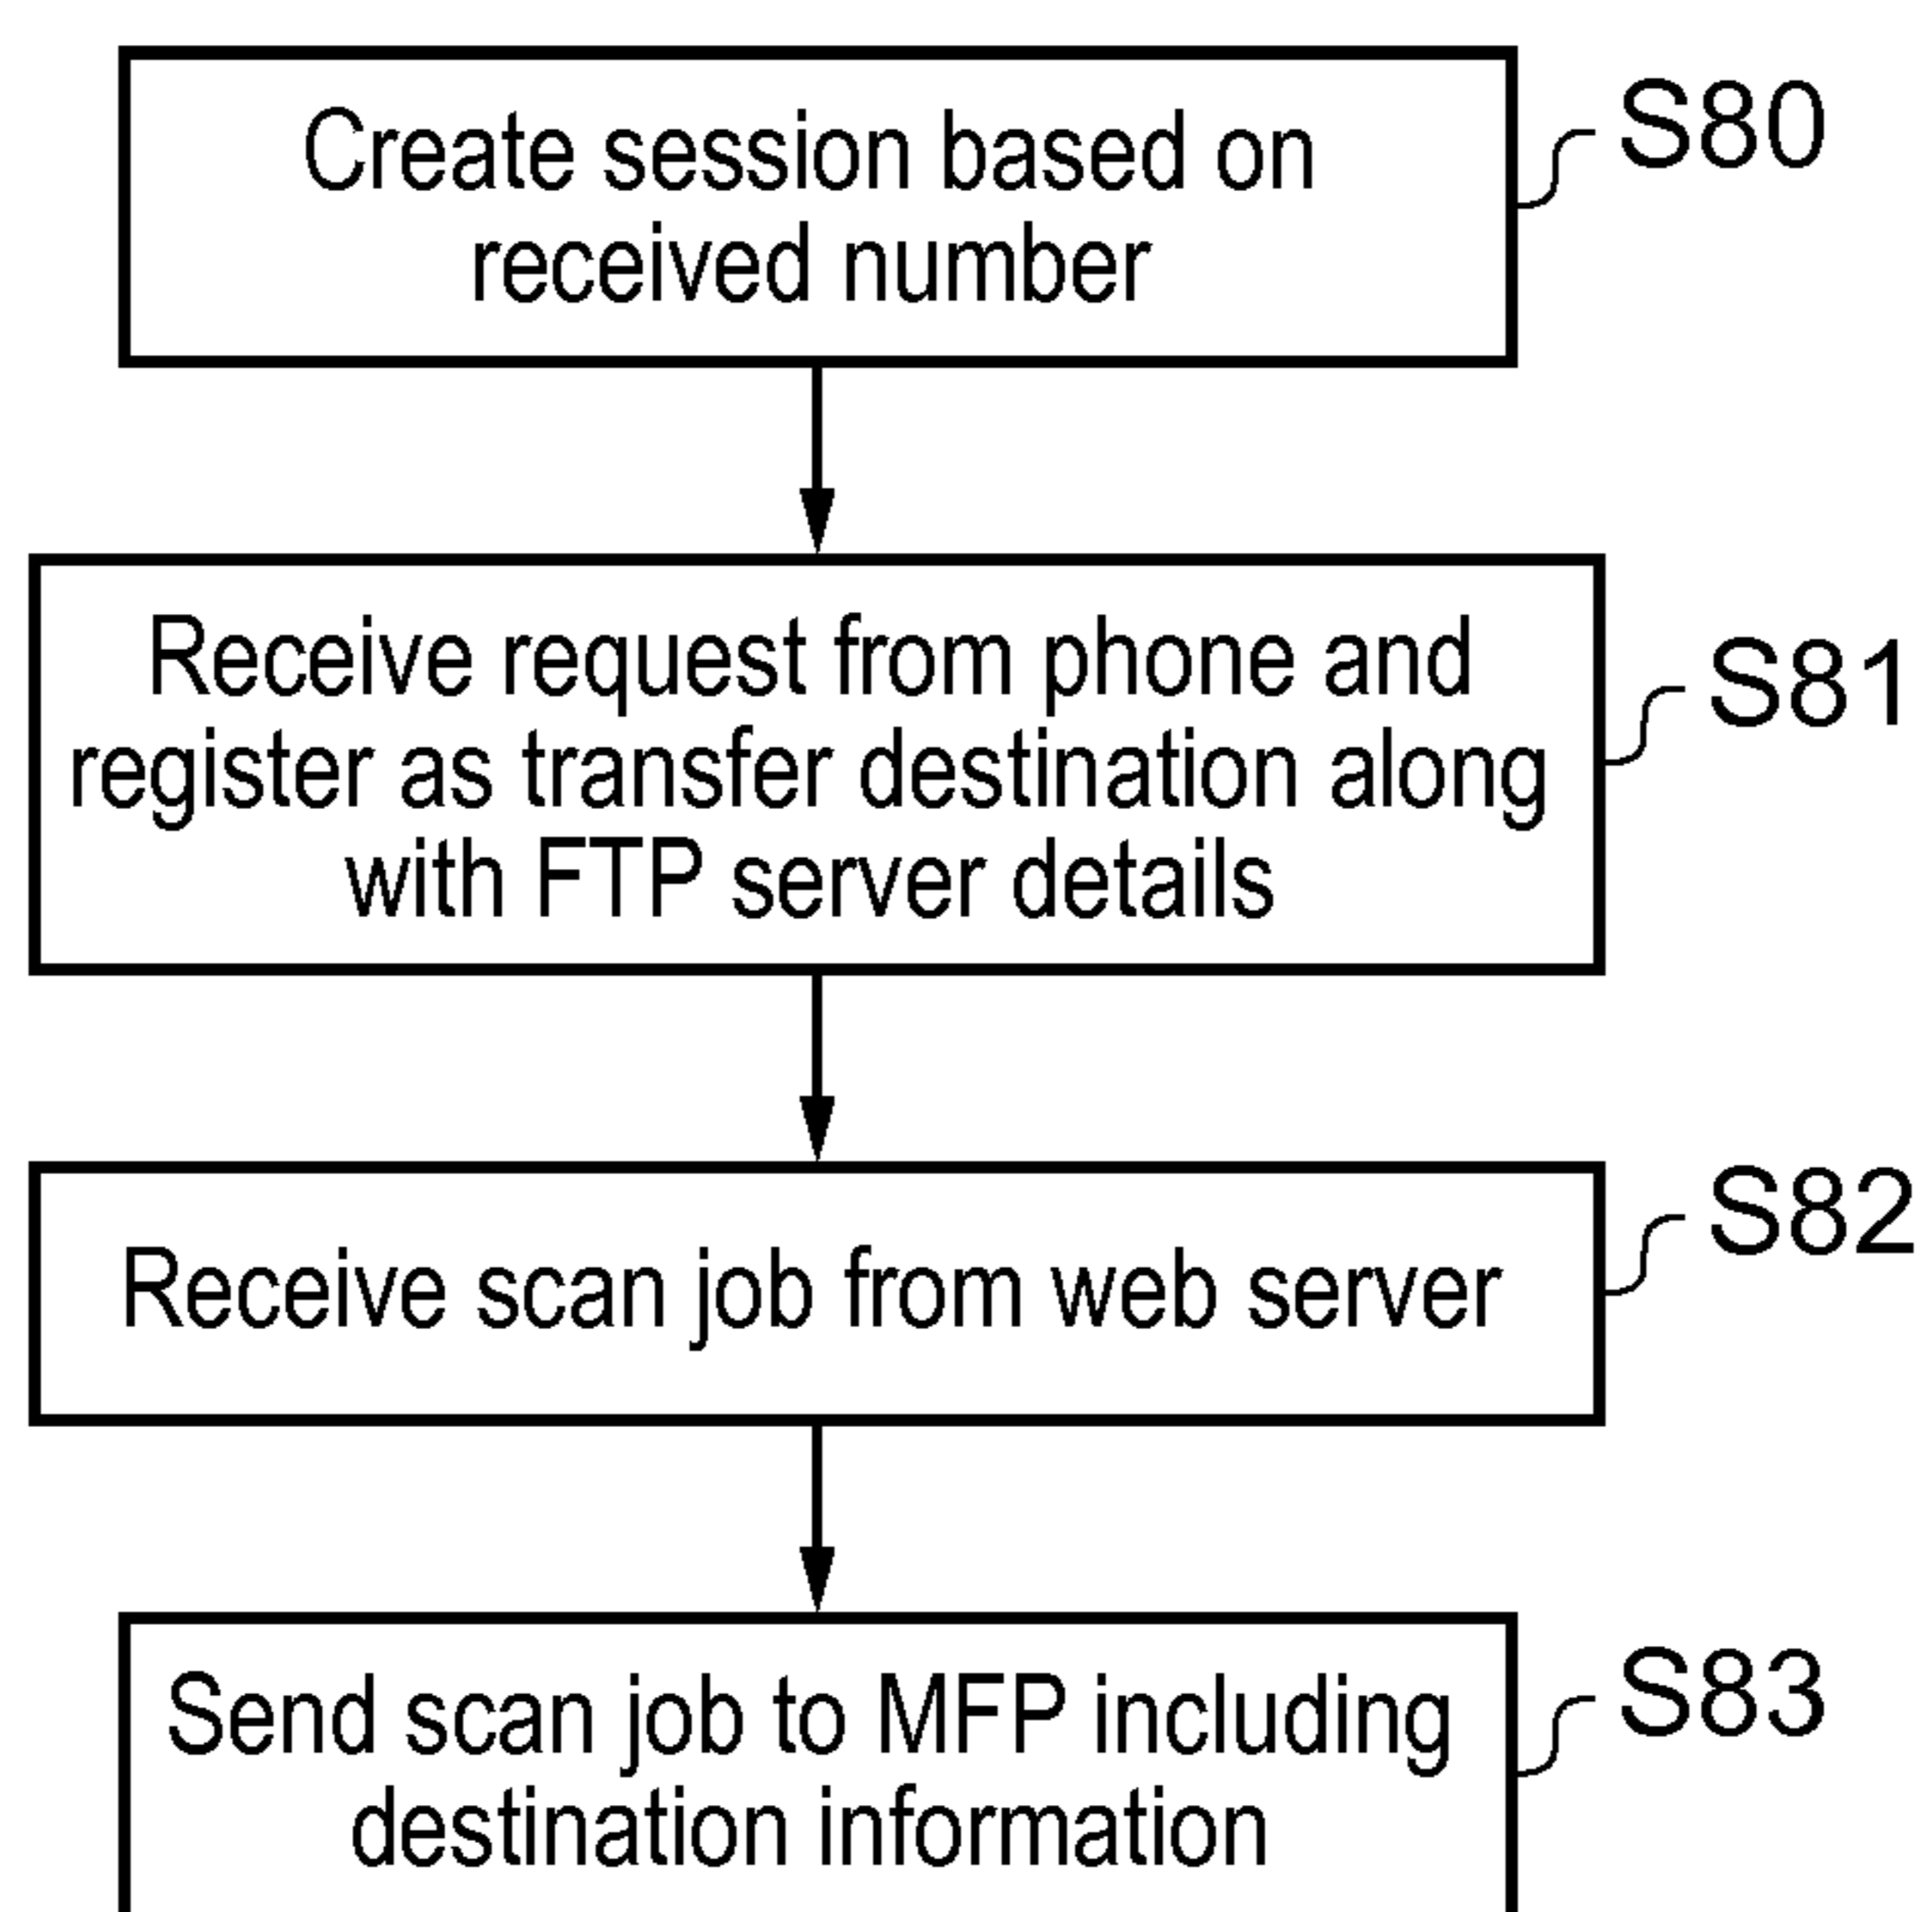 Create session based on
received number
S80
Receive request from phone and
register as transfer destination along
with FTP server details
S81
Receive scan job from web server
S82
Send scan job to MFP including
destination information
S83